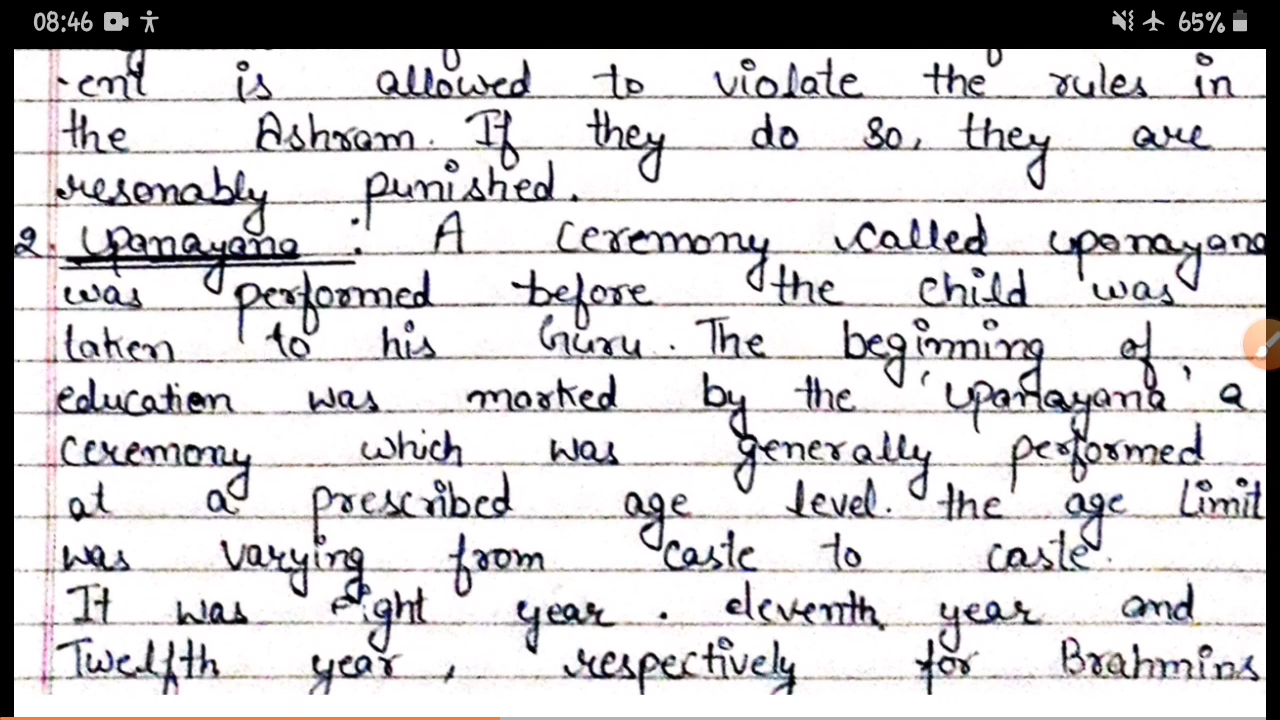 08:46 65%
-ent is allowed to violate the rules in
the Ashram. If they do so, they are
resonably punished.
2. Upanayana : A ceremony called upanayana
was performed before the child was
taken to his Guru. The beginning of
education was marked by the 'upanayana' a
ceremony which was generally performed
at a prescribed age level. the age limit
was varying from caste to caste.
It was Eight year. eleventh year and
Twelfth year, respectively for Brahmins